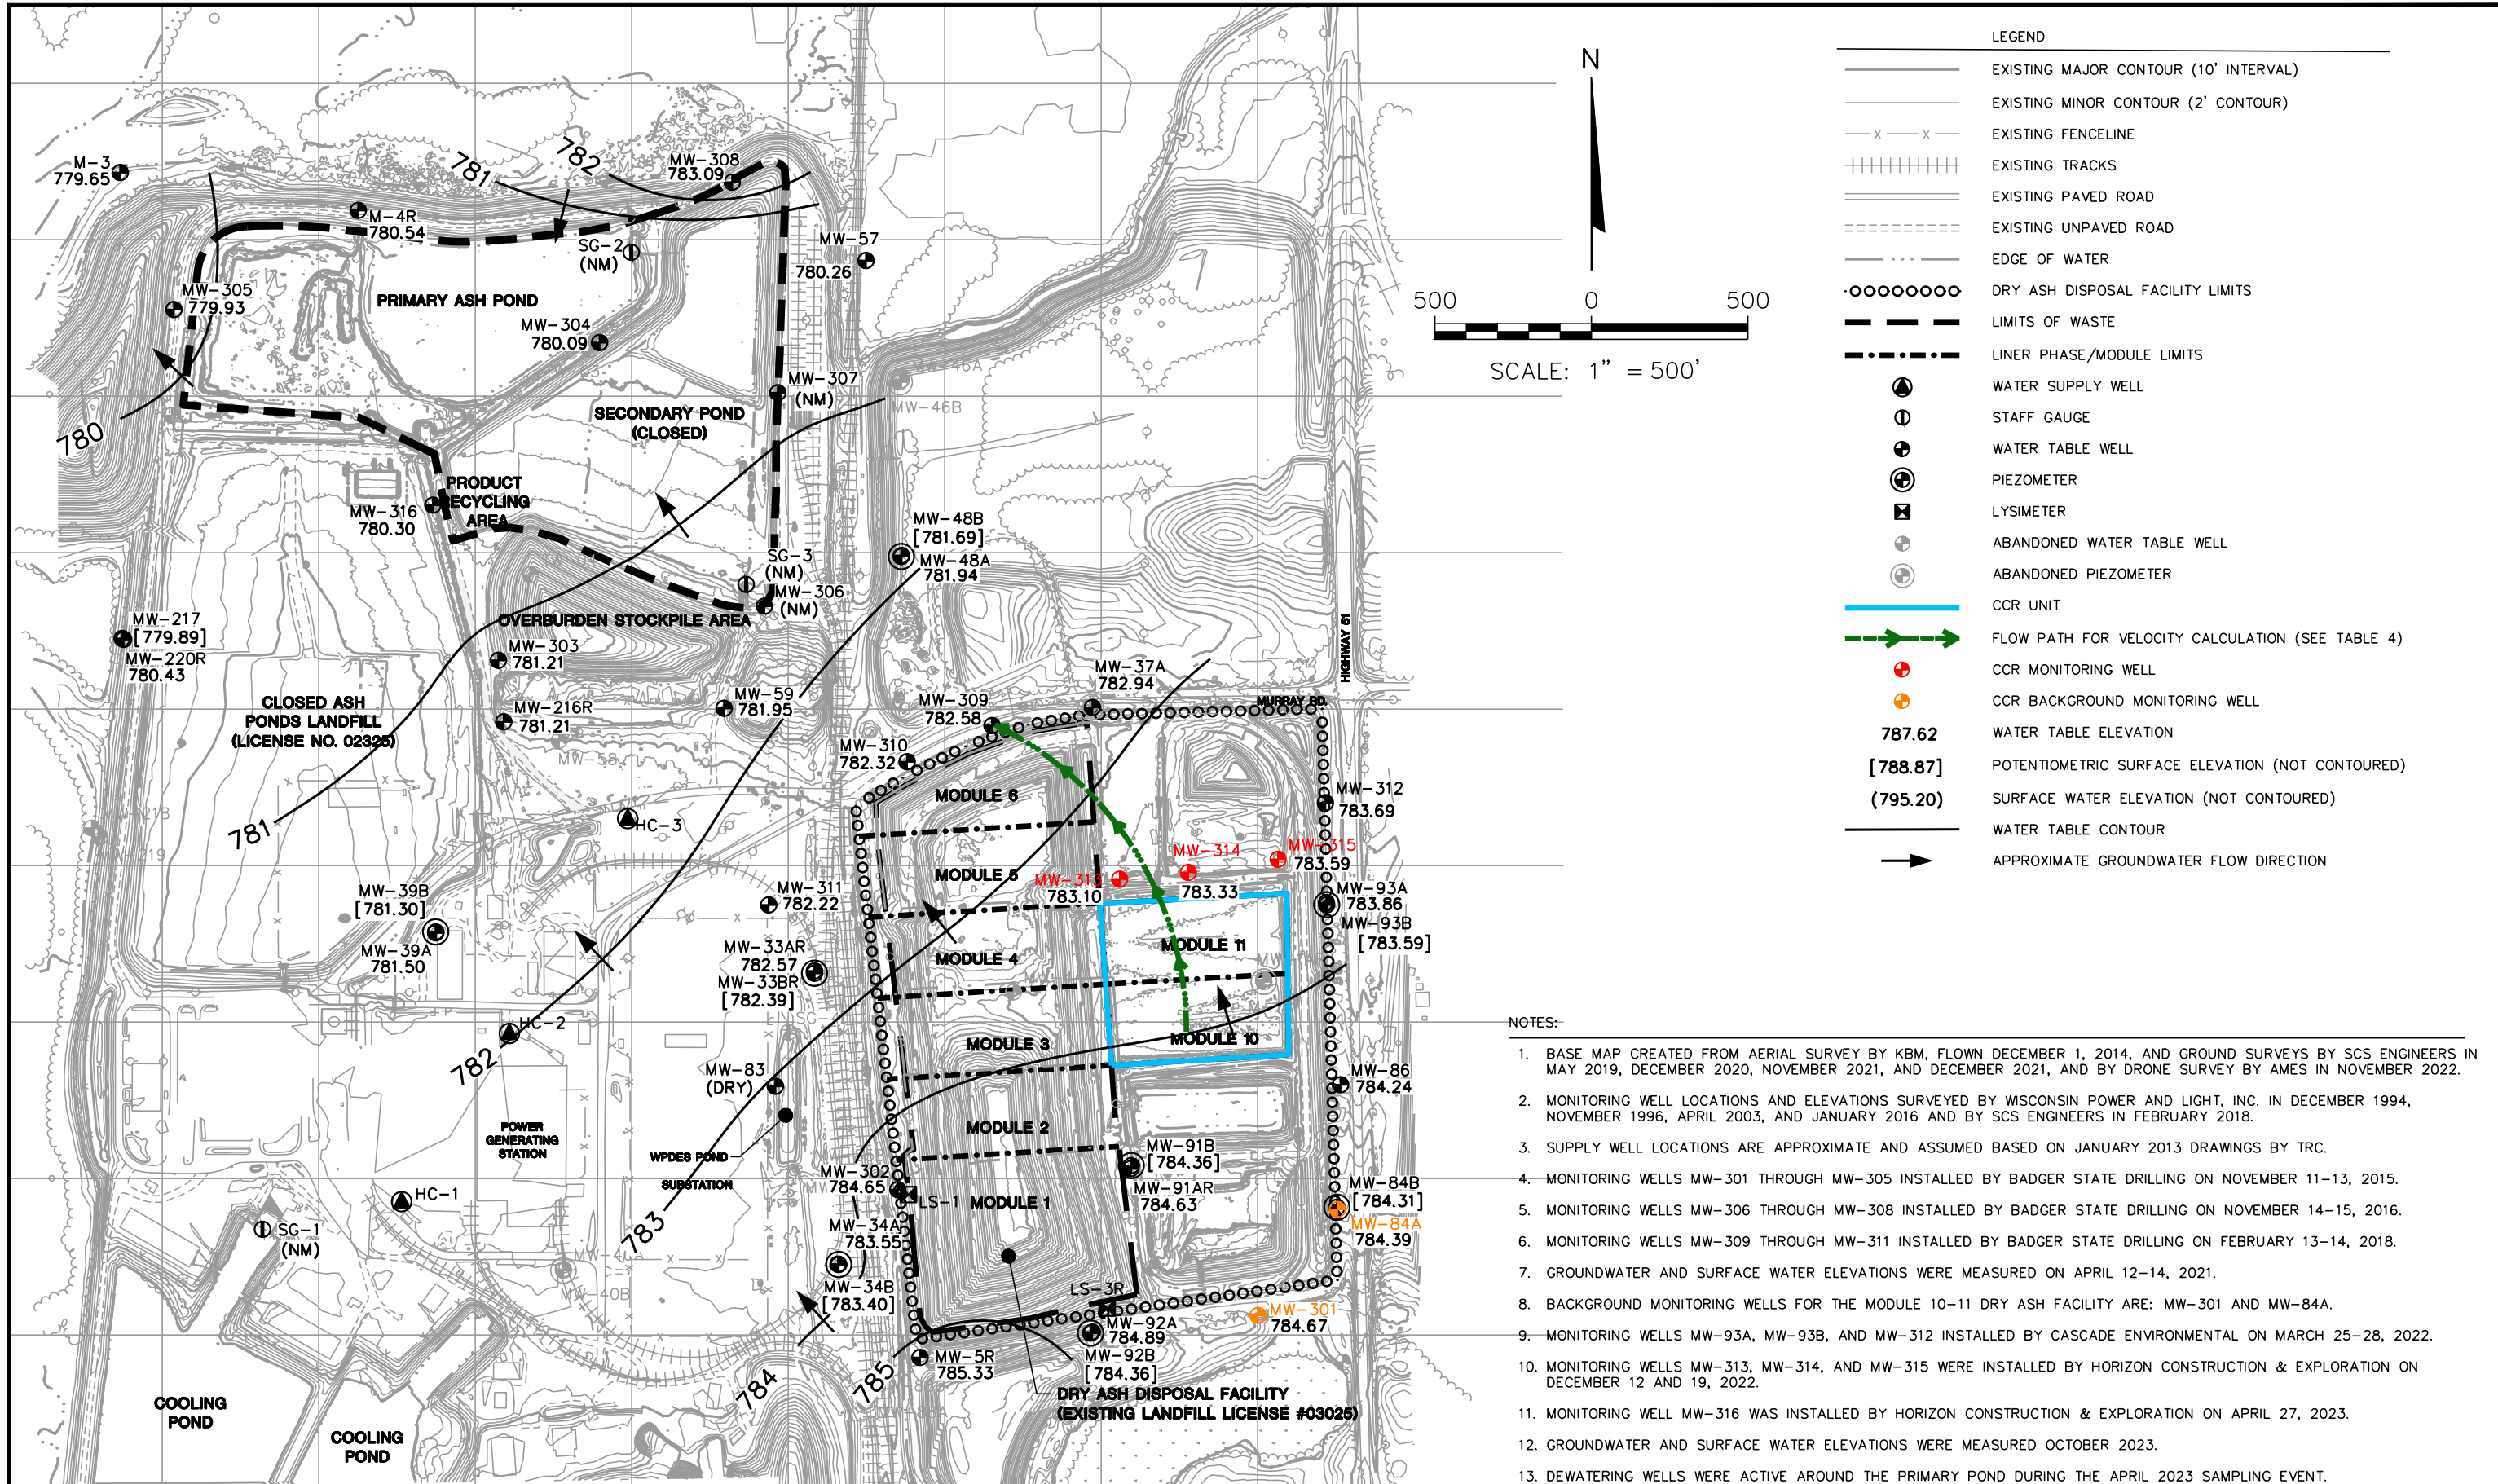 781
782
MW-308
783.09
M-3
779.65
M-4R
780.54
SG-2
(NM)
MW-57
780.26
MW-305
779.93
PRIMARY ASH POND
MW-304
780.09
MW-307
(NM)
MW-46A
MW-46B
SECONDARY POND
(CLOSED)
780
PRODUCT
RECYCLING
AREA
MW-316
780.30
MW-48B
[781.69]
MW-48A
781.94
SG-3
(NM)
MW-306
(NM)
OVERBURDEN STOCKPILE AREA
MW-217
[779.89]
MW-220R
780.43
MW-303
781.21
MW-216R
781.21
MW-59
781.95
CLOSED ASH
PONDS LANDFILL
(LICENSE NO. 02325)
MW-37A
782.94
MW-309
782.58
MURRAY RD.
HIGHWAY 51
MW-310
782.32
MW-312
783.69
MODULE 6
HC-3
781
MW-314
783.33
MW-315
783.59
MODULE 5
MW-313
783.10
MW-39B
[781.30]
MW-39A
781.50
MW-311
782.22
MW-93A
783.86
MW-93B
[783.59]
MODULE 11
MODULE 4
MW-33AR
782.57
MW-33BR
[782.39]
HC-2
782
MODULE 3
MODULE 10
MW-83
(DRY)
MW-86
784.24
POWER
GENERATING
STATION
WPDES POND
SUBSTATION
MODULE 2
MW-91B
[784.36]
MW-91AR
784.63
MW-302
784.65
LS-1
MODULE 1
MW-84B
[784.31]
MW-84A
784.39
HC-1
SG-1
(NM)
783
MW-34A
783.55
MW-34B
[783.40]
MW-40B
LS-3R
MW-301
784.67
MW-92A
784.89
MW-92B
[784.36]
MW-5R
785.33
784
785
DRY ASH DISPOSAL FACILITY
(EXISTING LANDFILL LICENSE #03025)
COOLING
POND
COOLING
POND
N
500 0 500
SCALE: 1" = 500'
LEGEND
EXISTING MAJOR CONTOUR (10' INTERVAL)
EXISTING MINOR CONTOUR (2' CONTOUR)
EXISTING FENCELINE
EXISTING TRACKS
EXISTING PAVED ROAD
EXISTING UNPAVED ROAD
EDGE OF WATER
DRY ASH DISPOSAL FACILITY LIMITS
LIMITS OF WASTE
LINER PHASE/MODULE LIMITS
WATER SUPPLY WELL
STAFF GAUGE
WATER TABLE WELL
PIEZOMETER
LYSIMETER
ABANDONED WATER TABLE WELL
ABANDONED PIEZOMETER
CCR UNIT
FLOW PATH FOR VELOCITY CALCULATION (SEE TABLE 4)
CCR MONITORING WELL
CCR BACKGROUND MONITORING WELL
787.62 WATER TABLE ELEVATION
[788.87] POTENTIOMETRIC SURFACE ELEVATION (NOT CONTOURED)
(795.20) SURFACE WATER ELEVATION (NOT CONTOURED)
WATER TABLE CONTOUR
APPROXIMATE GROUNDWATER FLOW DIRECTION
NOTES:
1. BASE MAP CREATED FROM AERIAL SURVEY BY KBM, FLOWN DECEMBER 1, 2014, AND GROUND SURVEYS BY SCS ENGINEERS IN
MAY 2019, DECEMBER 2020, NOVEMBER 2021, AND DECEMBER 2021, AND BY DRONE SURVEY BY AMES IN NOVEMBER 2022.
2. MONITORING WELL LOCATIONS AND ELEVATIONS SURVEYED BY WISCONSIN POWER AND LIGHT, INC. IN DECEMBER 1994,
NOVEMBER 1996, APRIL 2003, AND JANUARY 2016 AND BY SCS ENGINEERS IN FEBRUARY 2018.
3. SUPPLY WELL LOCATIONS ARE APPROXIMATE AND ASSUMED BASED ON JANUARY 2013 DRAWINGS BY TRC.
4. MONITORING WELLS MW-301 THROUGH MW-305 INSTALLED BY BADGER STATE DRILLING ON NOVEMBER 11-13, 2015.
5. MONITORING WELLS MW-306 THROUGH MW-308 INSTALLED BY BADGER STATE DRILLING ON NOVEMBER 14-15, 2016.
6. MONITORING WELLS MW-309 THROUGH MW-311 INSTALLED BY BADGER STATE DRILLING ON FEBRUARY 13-14, 2018.
7. GROUNDWATER AND SURFACE WATER ELEVATIONS WERE MEASURED ON APRIL 12-14, 2021.
8. BACKGROUND MONITORING WELLS FOR THE MODULE 10-11 DRY ASH FACILITY ARE: MW-301 AND MW-84A.
9. MONITORING WELLS MW-93A, MW-93B, AND MW-312 INSTALLED BY CASCADE ENVIRONMENTAL ON MARCH 25-28, 2022.
10. MONITORING WELLS MW-313, MW-314, AND MW-315 WERE INSTALLED BY HORIZON CONSTRUCTION & EXPLORATION ON
DECEMBER 12 AND 19, 2022.
11. MONITORING WELL MW-316 WAS INSTALLED BY HORIZON CONSTRUCTION & EXPLORATION ON APRIL 27, 2023.
12. GROUNDWATER AND SURFACE WATER ELEVATIONS WERE MEASURED OCTOBER 2023.
13. DEWATERING WELLS WERE ACTIVE AROUND THE PRIMARY POND DURING THE APRIL 2023 SAMPLING EVENT.